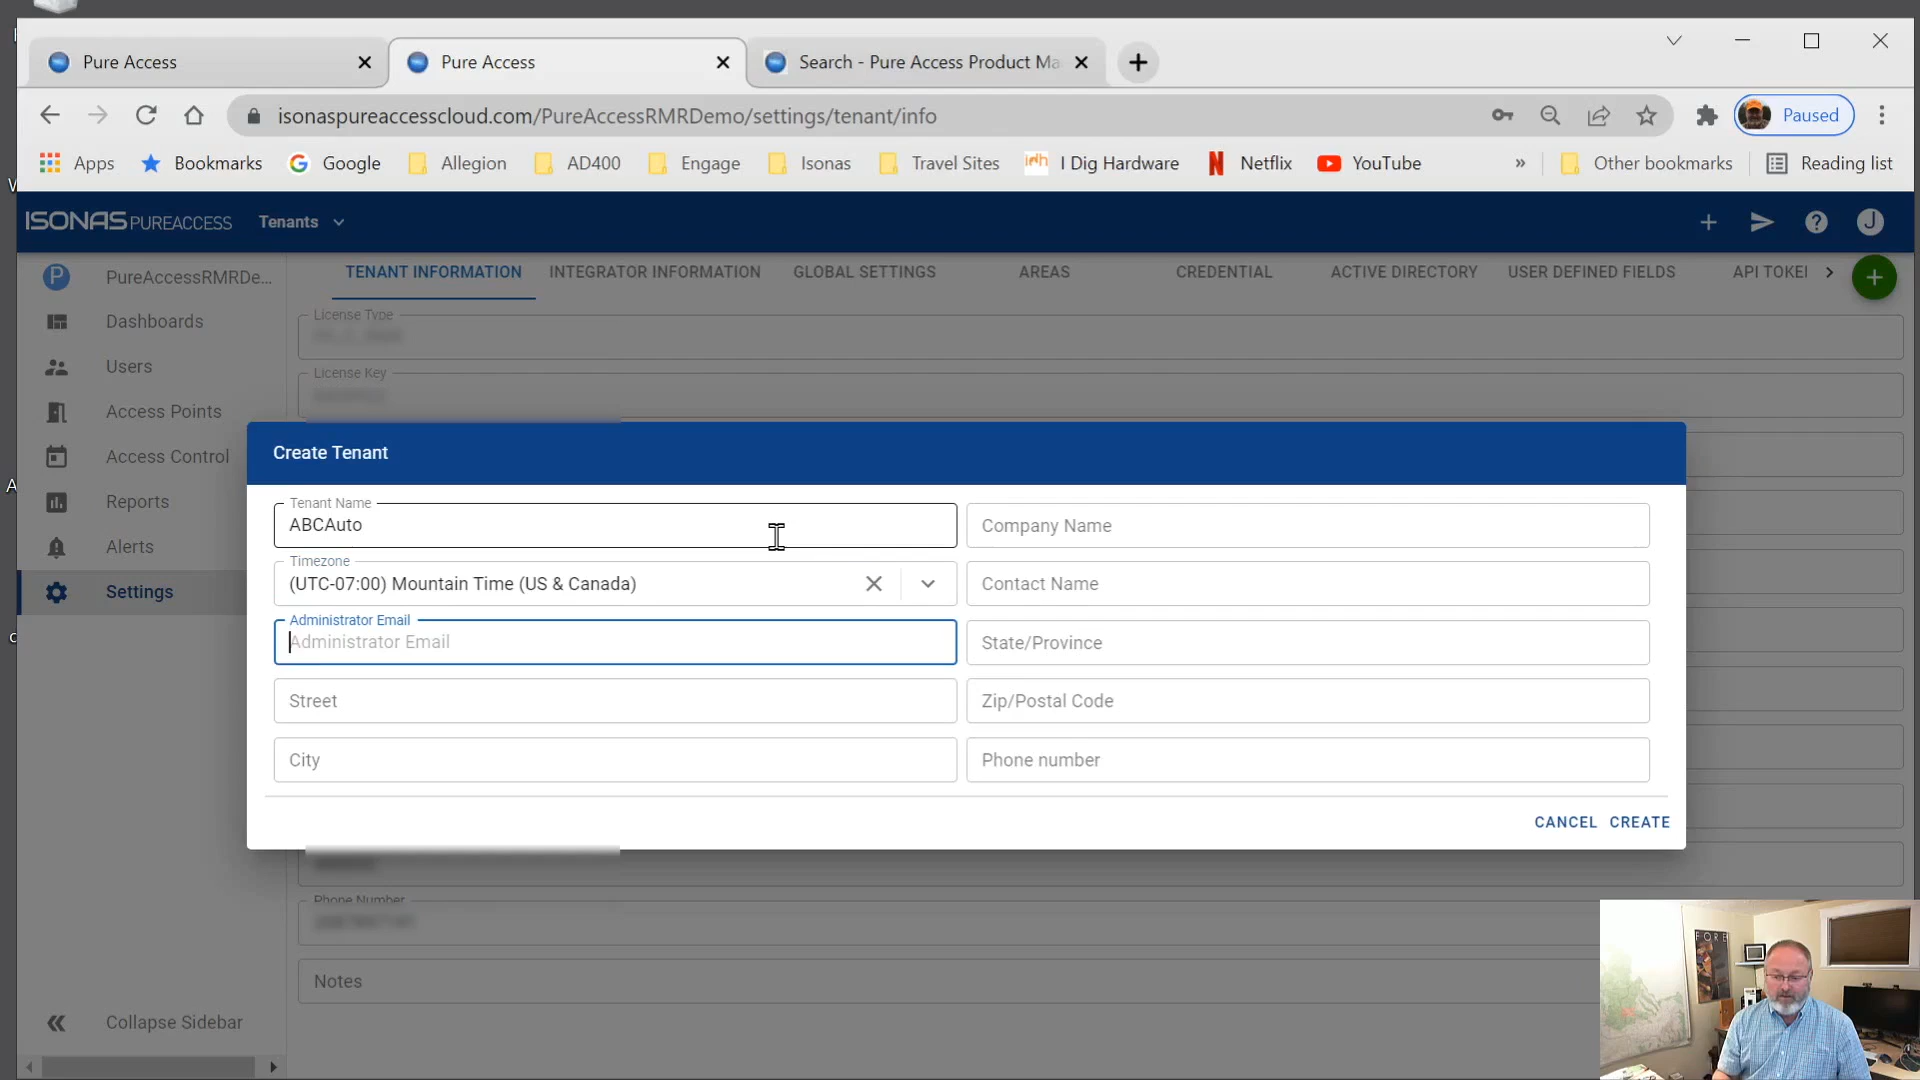 Pure Access
Pure Access
Search - Pure Access Product Ma
isonaspureaccesscloud.com/PureAccessRMRDemo/settings/tenant/info
Paused
Apps
Bookmarks
Google
Allegion
AD400
Engage
Isonas
Travel Sites
idh
I Dig Hardware
Netflix
YouTube
»
Other bookmarks
Reading list
ISONAS PUREACCESS
Tenants
J
P
PureAccessRMRDe...
TENANT INFORMATION
INTEGRATOR INFORMATION
GLOBAL SETTINGS
AREAS
CREDENTIAL
ACTIVE DIRECTORY
USER DEFINED FIELDS
API TOKEI
Dashboards
Users
Access Points
Access Control
Reports
Alerts
Settings
Collapse Sidebar
License Type
License Key
Create Tenant
Tenant Name
ABCAuto
Company Name
Timezone
(UTC-07:00) Mountain Time (US & Canada)
Contact Name
Administrator Email
Administrator Email
State/Province
Street
Zip/Postal Code
City
Phone number
CANCEL
CREATE
Phone Number
Notes
FORE